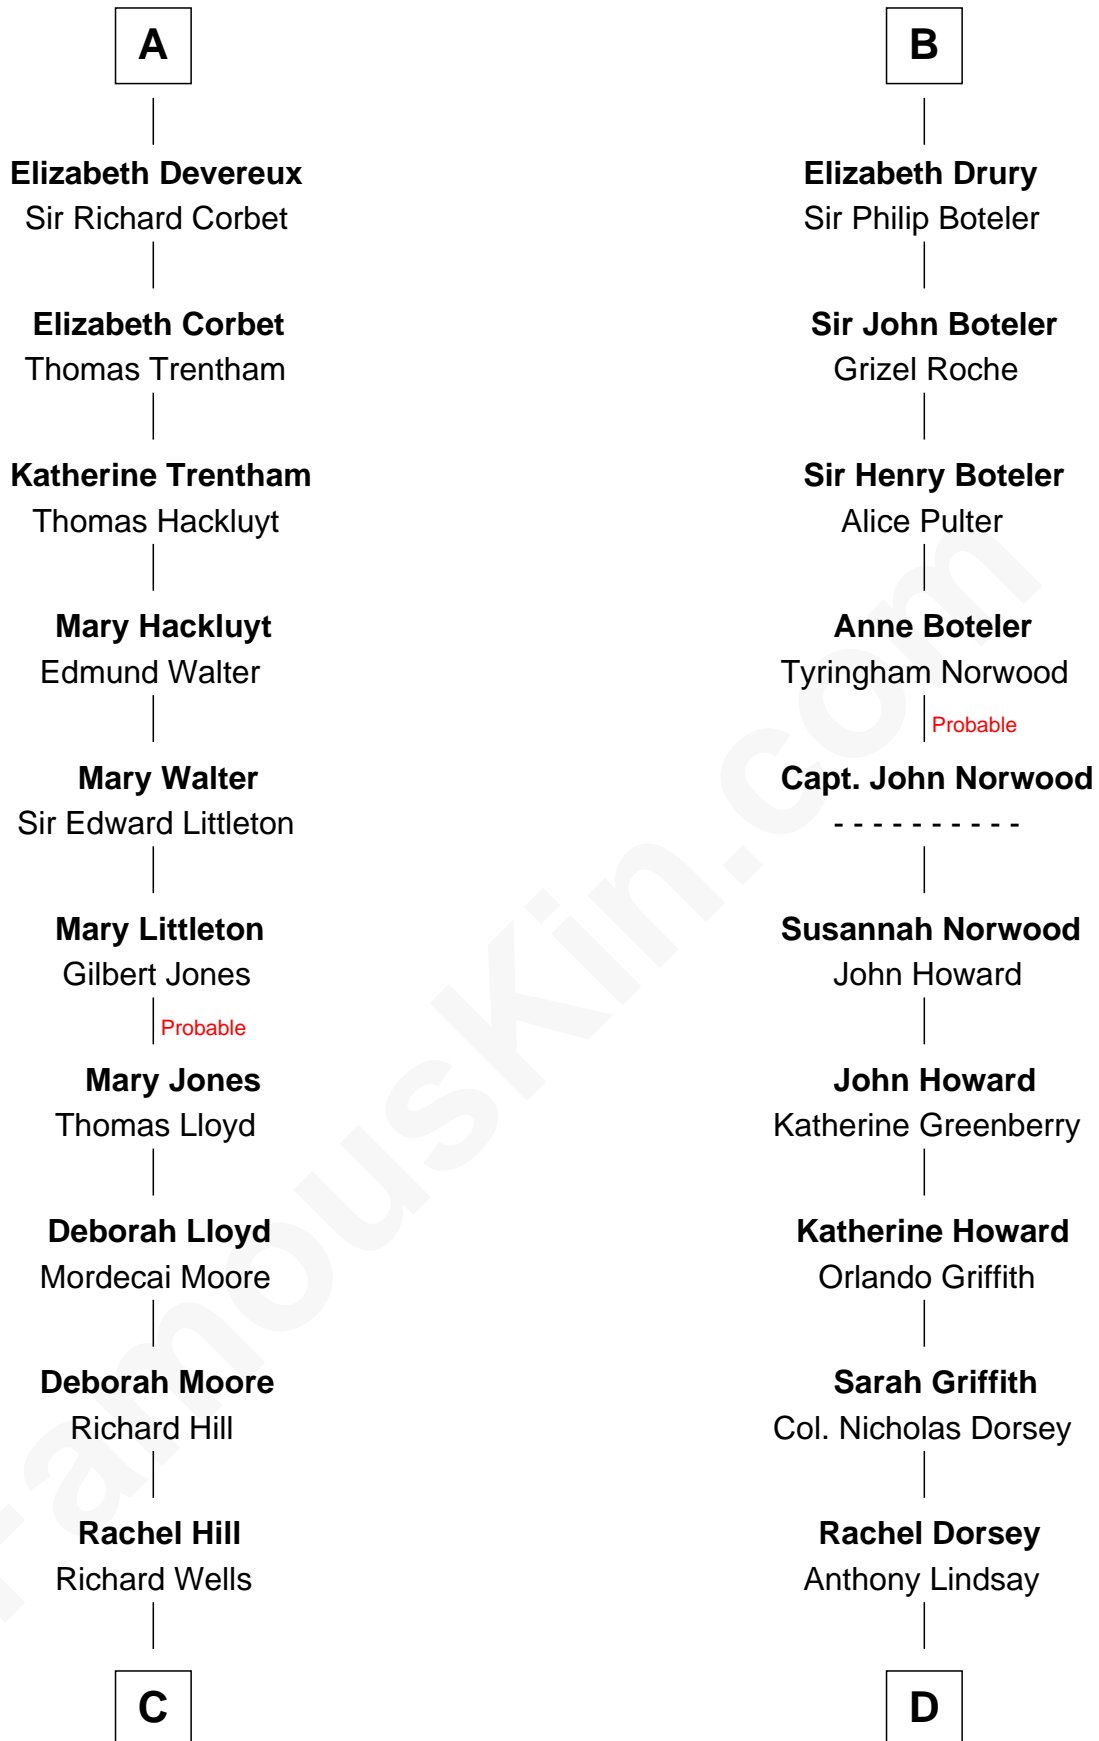 A
Elizabeth Devereux
Sir Richard Corbet
Elizabeth Corbet
Thomas Trentham
Katherine Trentham
Thomas Hackluyt
Mary Hackluyt
Edmund Walter
Mary Walter
Sir Edward Littleton
Mary Littleton
Gilbert Jones
Probable
Mary Jones
Thomas Lloyd
Deborah Lloyd
Mordecai Moore
Deborah Moore
Richard Hill
Rachel Hill
Richard Wells
C
B
Elizabeth Drury
Sir Philip Boteler
Sir John Boteler
Grizel Roche
Sir Henry Boteler
Alice Pulter
Anne Boteler
Tyringham Norwood
Probable
Capt. John Norwood
- - - - - - - - - -
Susannah Norwood
John Howard
John Howard
Katherine Greenberry
Katherine Howard
Orlando Griffith
Sarah Griffith
Col. Nicholas Dorsey
Rachel Dorsey
Anthony Lindsay
D
FamousKin.com